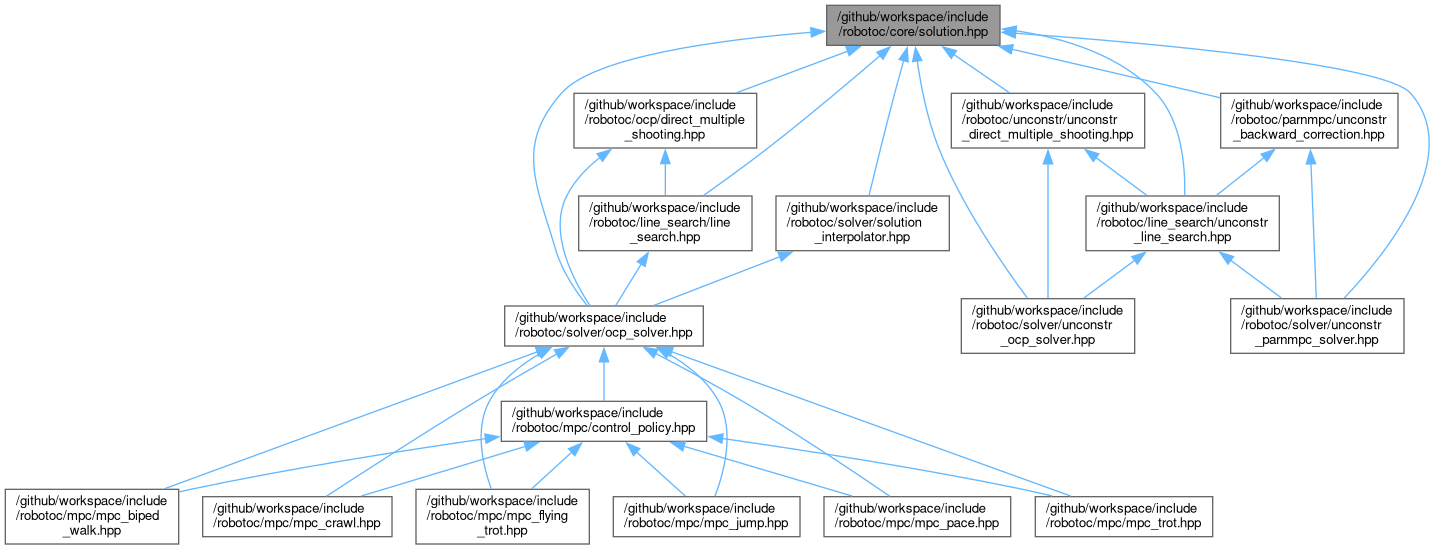 /github/workspace/include
/robotoc/core/solution.hpp
/github/workspace/include
/robotoc/ocp/direct_multiple
_shooting.hpp
/github/workspace/include
/robotoc/unconstr/unconstr
_direct_multiple_shooting.hpp
/github/workspace/include
/robotoc/parnmpc/unconstr
_backward_correction.hpp
/github/workspace/include
/robotoc/line_search/line
_search.hpp
/github/workspace/include
/robotoc/solver/solution
_interpolator.hpp
/github/workspace/include
/robotoc/line_search/unconstr
_line_search.hpp
/github/workspace/include
/robotoc/solver/ocp_solver.hpp
/github/workspace/include
/robotoc/solver/unconstr
_ocp_solver.hpp
/github/workspace/include
/robotoc/solver/unconstr
_parnmpc_solver.hpp
/github/workspace/include
/robotoc/mpc/control_policy.hpp
/github/workspace/include
/robotoc/mpc/mpc_biped
_walk.hpp
/github/workspace/include
/robotoc/mpc/mpc_crawl.hpp
/github/workspace/include
/robotoc/mpc/mpc_flying
_trot.hpp
/github/workspace/include
/robotoc/mpc/mpc_jump.hpp
/github/workspace/include
/robotoc/mpc/mpc_pace.hpp
/github/workspace/include
/robotoc/mpc/mpc_trot.hpp